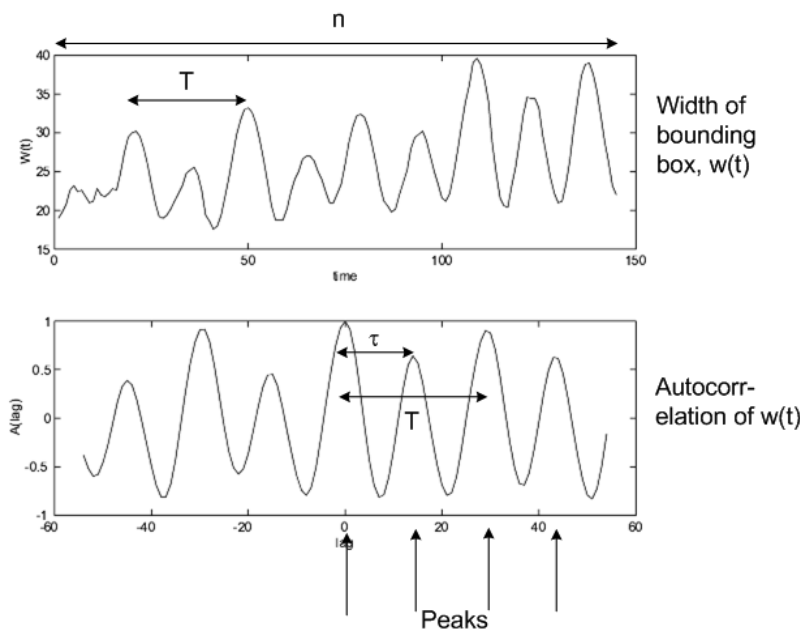 n
40
35
30
25
20
15
W(t)
T
0
50
100
150
time
Width of
bounding
box, w(t)
1
0.5
0
-0.5
-1
A(lag)
τ
T
-60
-40
-20
0
20
40
60
lag
Autocorr-
elation of w(t)
Peaks